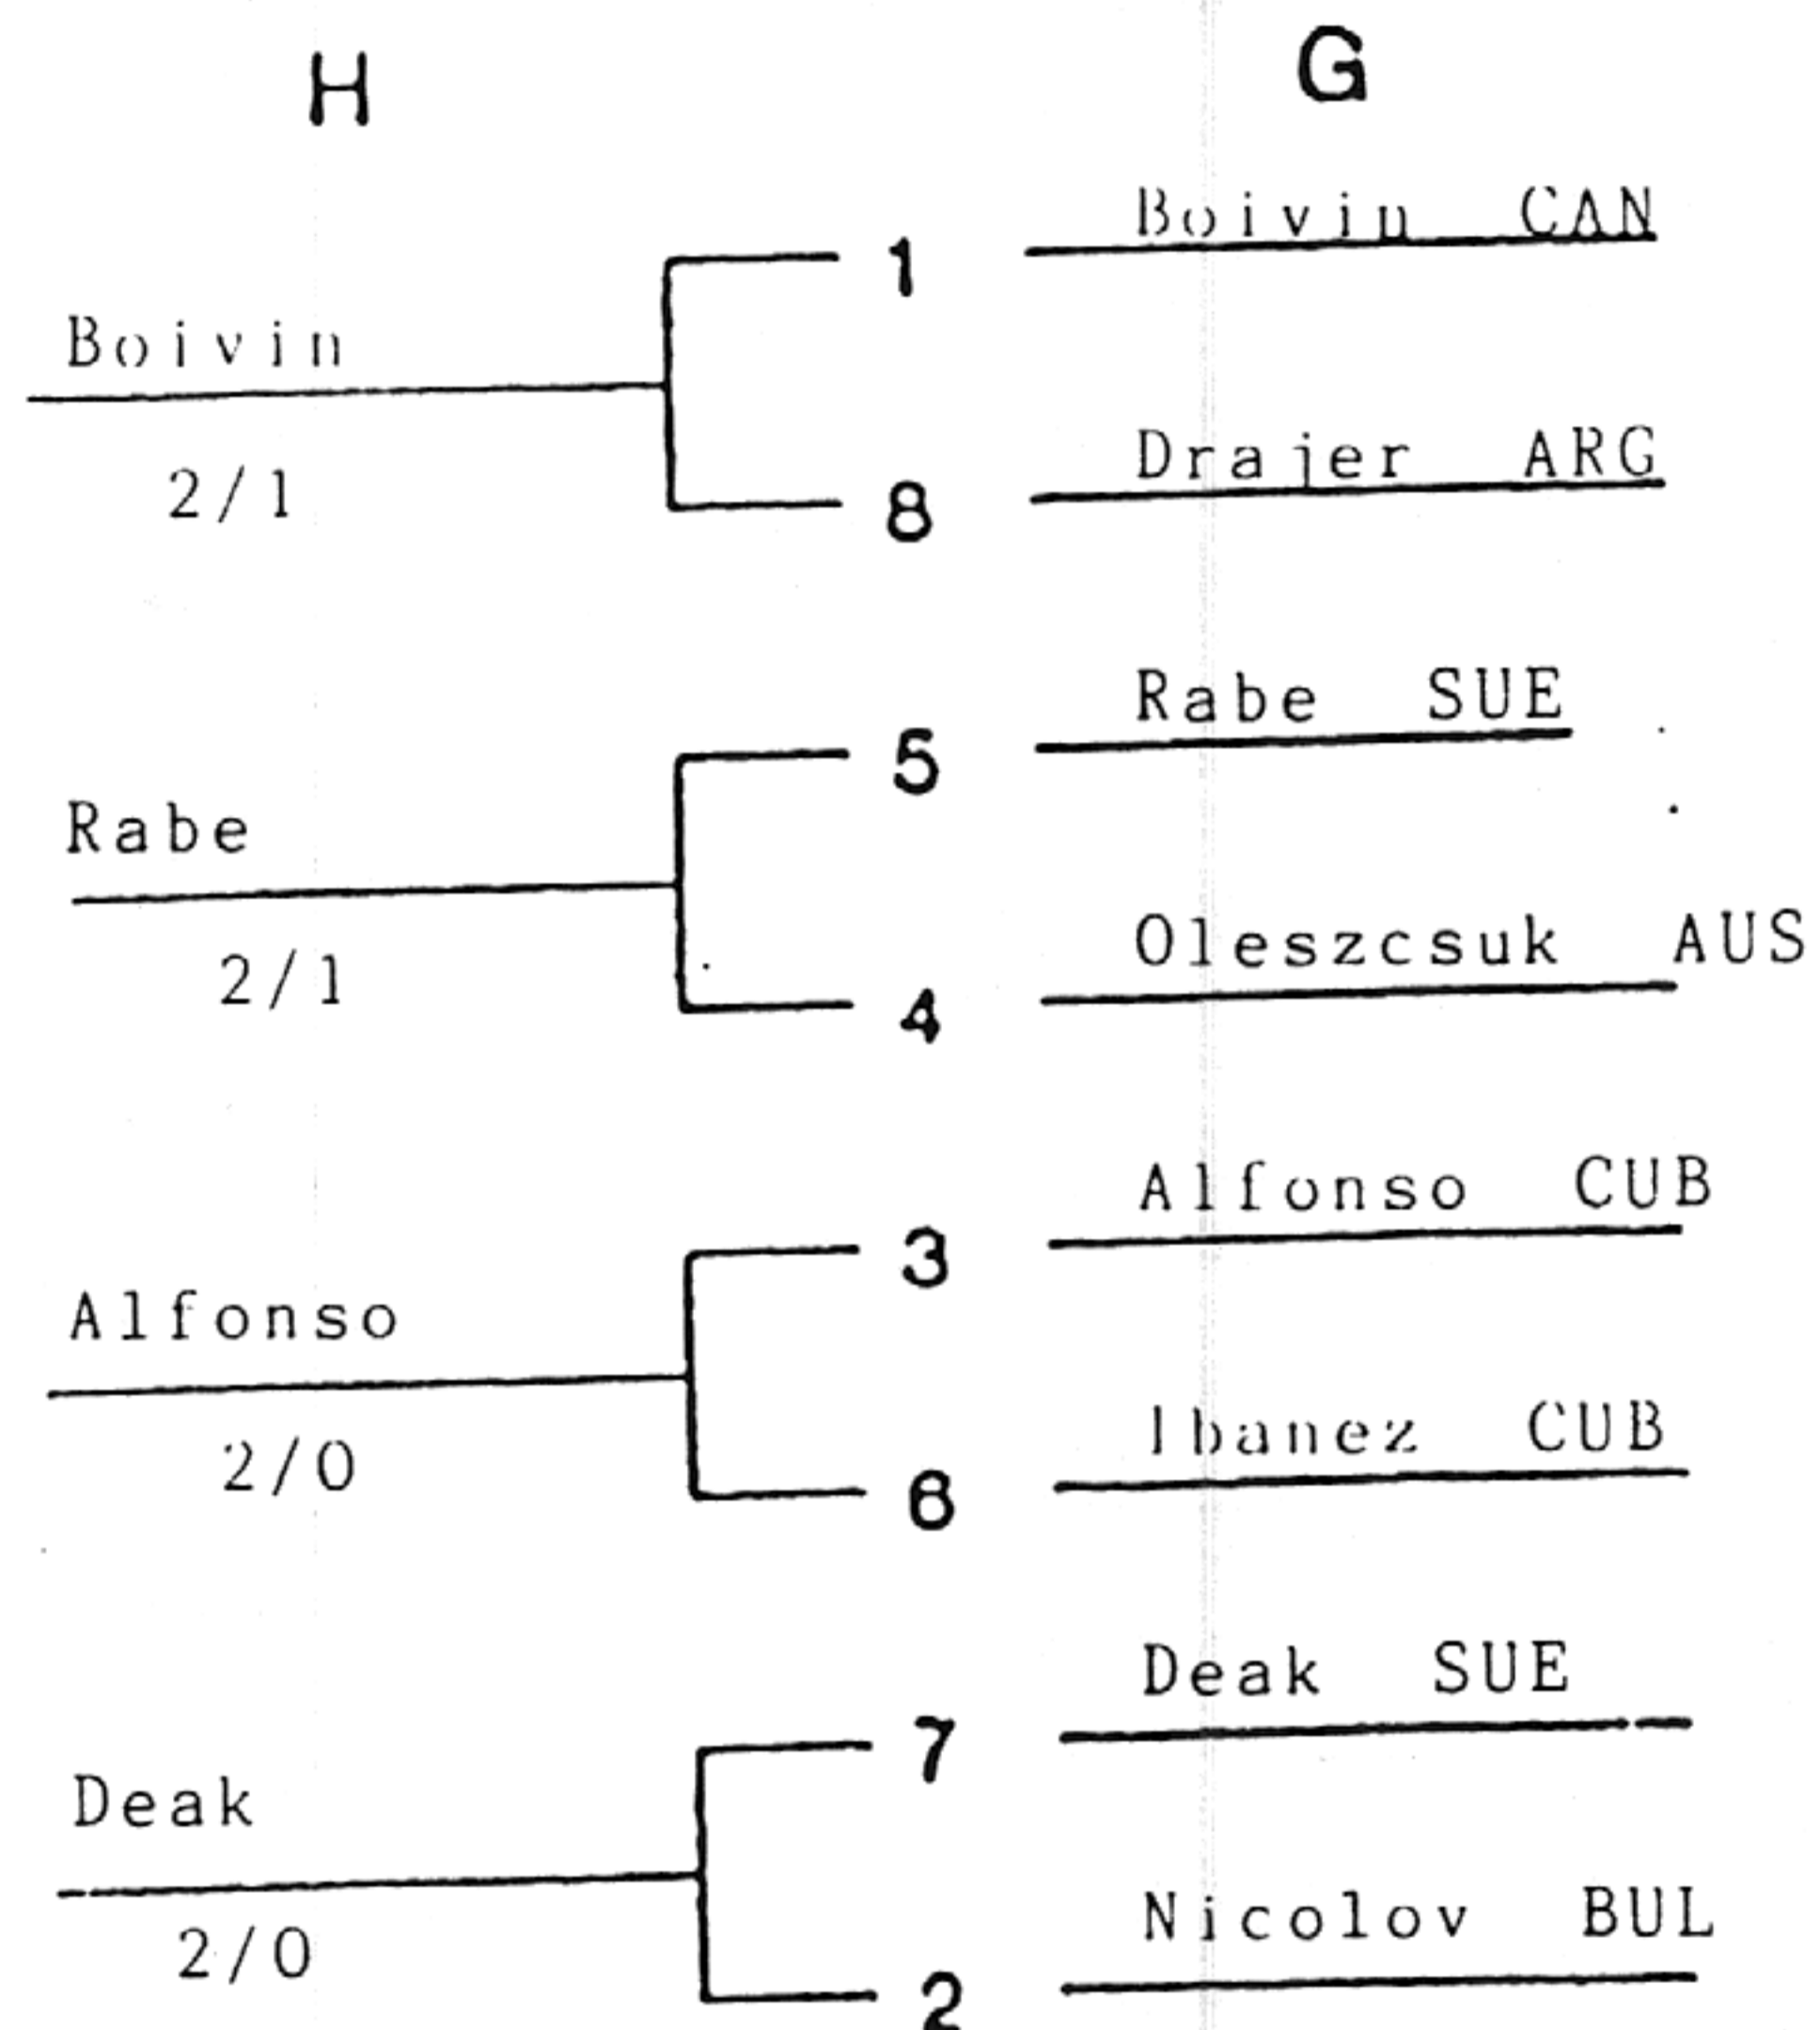 H G
1 Boivin CAN
Boivin
2/1
8 Drajer ARG
5 Rabe SUE
Rabe
2/1
4 Oleszcsuk AUS
3 Alfonso CUB
Alfonso
2/0
6 Ibanez CUB
7 Deak SUE
Deak
2/0
2 Nicolov BUL